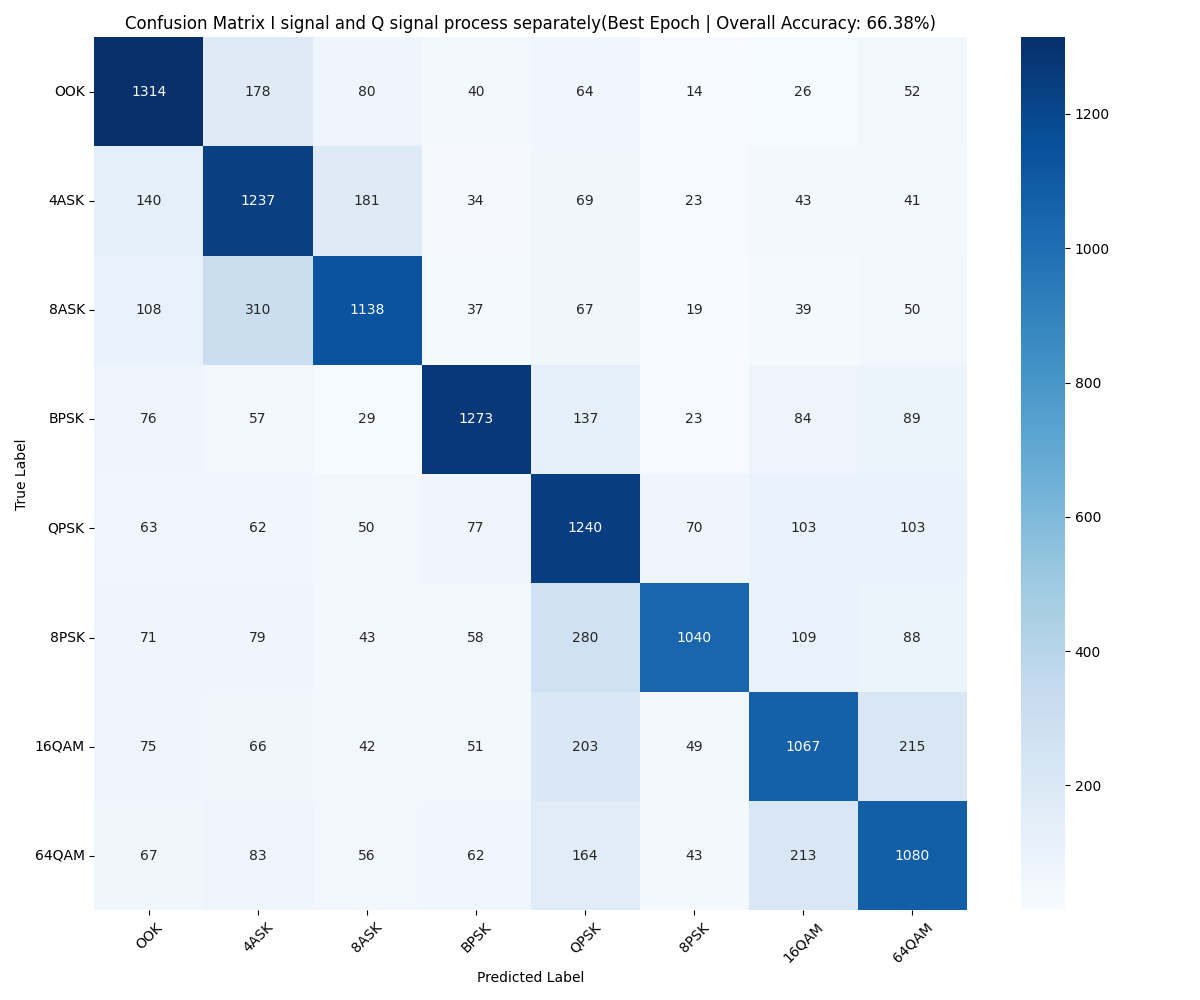 Confusion Matrix I signal and Q signal process separately(Best Epoch | Overall Accuracy: 66.38%)
OOK 1314 178 80 40 64 14 26 52
4ASK 140 1237 181 34 69 23 43 41
8ASK 108 310 1138 37 67 19 39 50
BPSK 76 57 29 1273 137 23 84 89
QPSK 63 62 50 77 1240 70 103 103
8PSK 71 79 43 58 280 1040 109 88
16QAM 75 66 42 51 203 49 1067 215
64QAM 67 83 56 62 164 43 213 1080
OOK 4ASK 8ASK BPSK QPSK 8PSK 16QAM 64QAM
Predicted Label
True Label
1200
1000
800
600
400
200